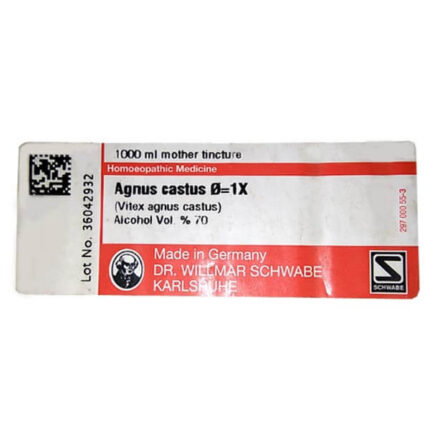 1000 ml mother tincture
Homoeopathic Medicine
Agnus castus Ø=1X
(Vitex agnus castus)
Alcohol Vol. % 70
Made in Germany
DR. WILLMAR SCHWABE
KARLSRUHE
Lot No. 36042932
SCHWABE
297 000 55-3